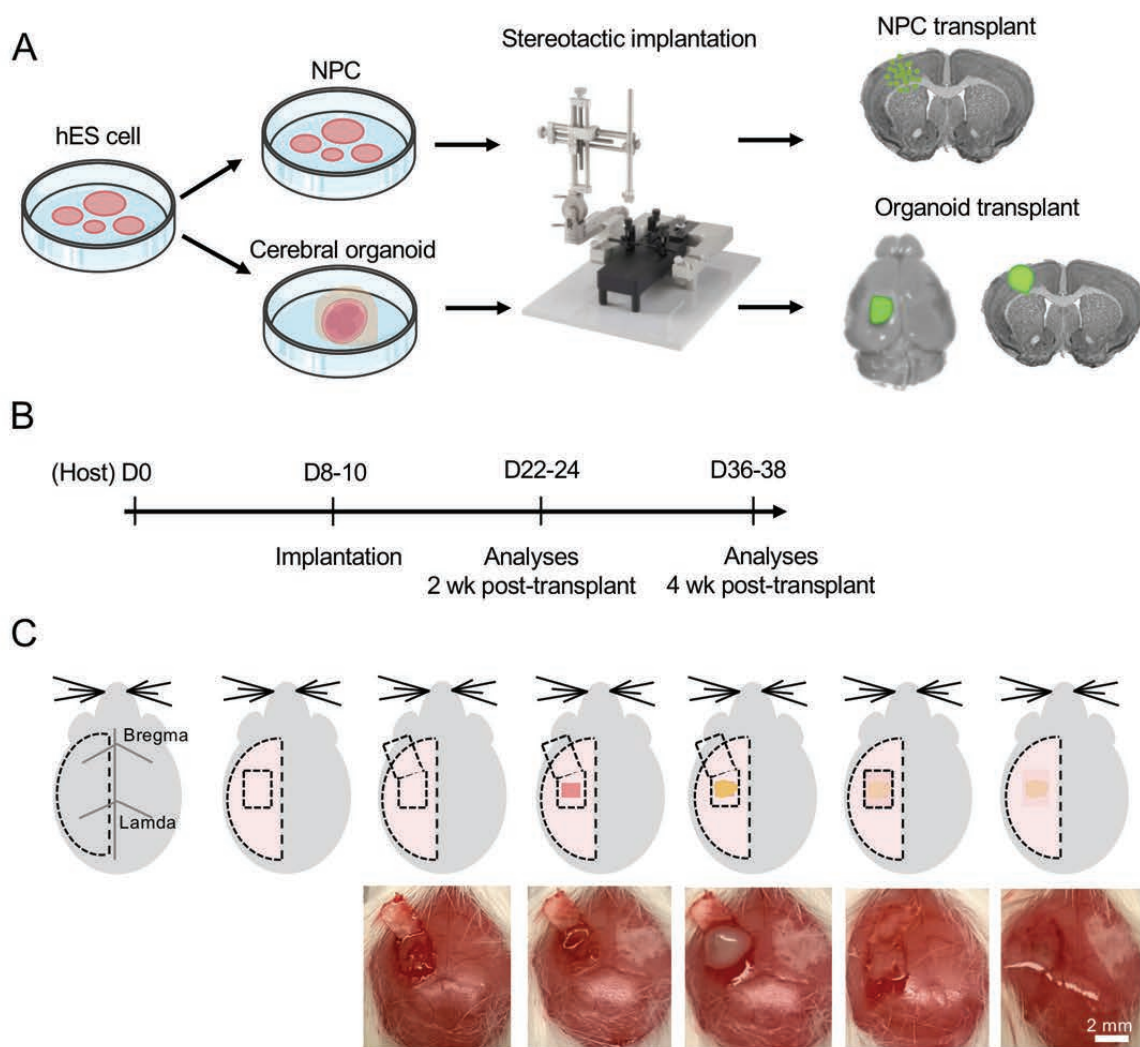 A
hES cell
NPC
Cerebral organoid
Stereotactic implantation
NPC transplant
Organoid transplant
B
(Host) D0
D8-10
D22-24
D36-38
Implantation
Analyses
2 wk post-transplant
Analyses
4 wk post-transplant
C
Bregma
Lamda
2 mm